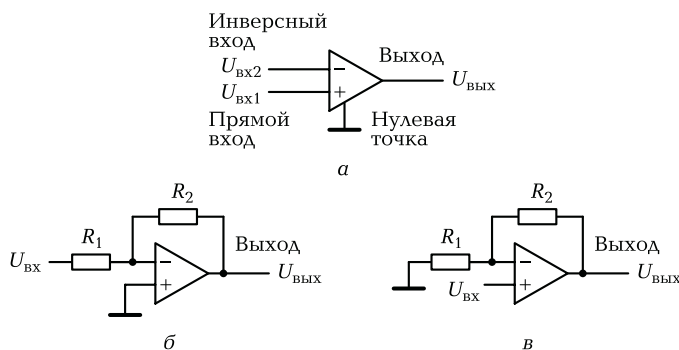 Инверсный
вход
Выход
Uвх2
−
Uвых
Uвх1
+
Прямой
вход
Нулевая
точка
а
R2
R1
Выход
Uвх
−
Uвых
+
б
R2
R1
Выход
−
Uвых
Uвх
+
в